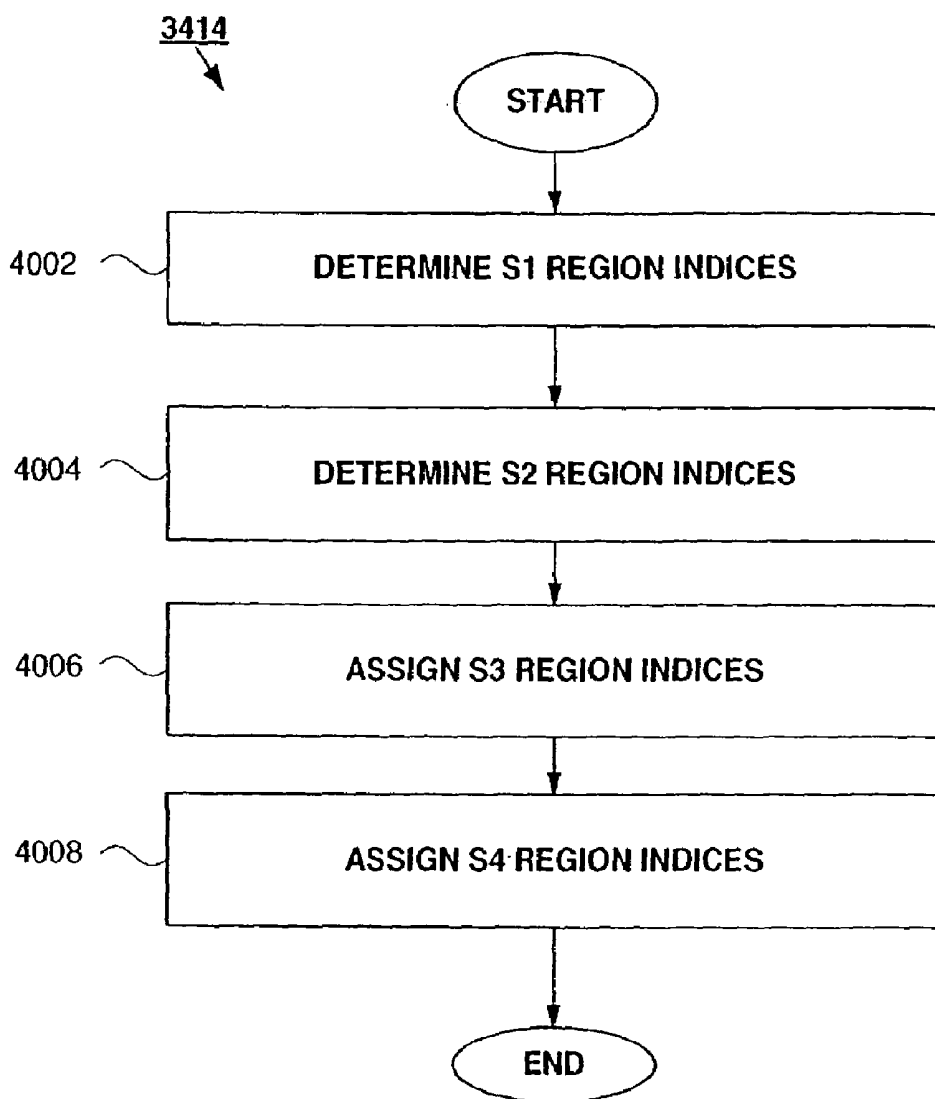 3414
START
4002
DETERMINE S1 REGION INDICES
4004
DETERMINE S2 REGION INDICES
4006
ASSIGN S3 REGION INDICES
4008
ASSIGN S4 REGION INDICES
END